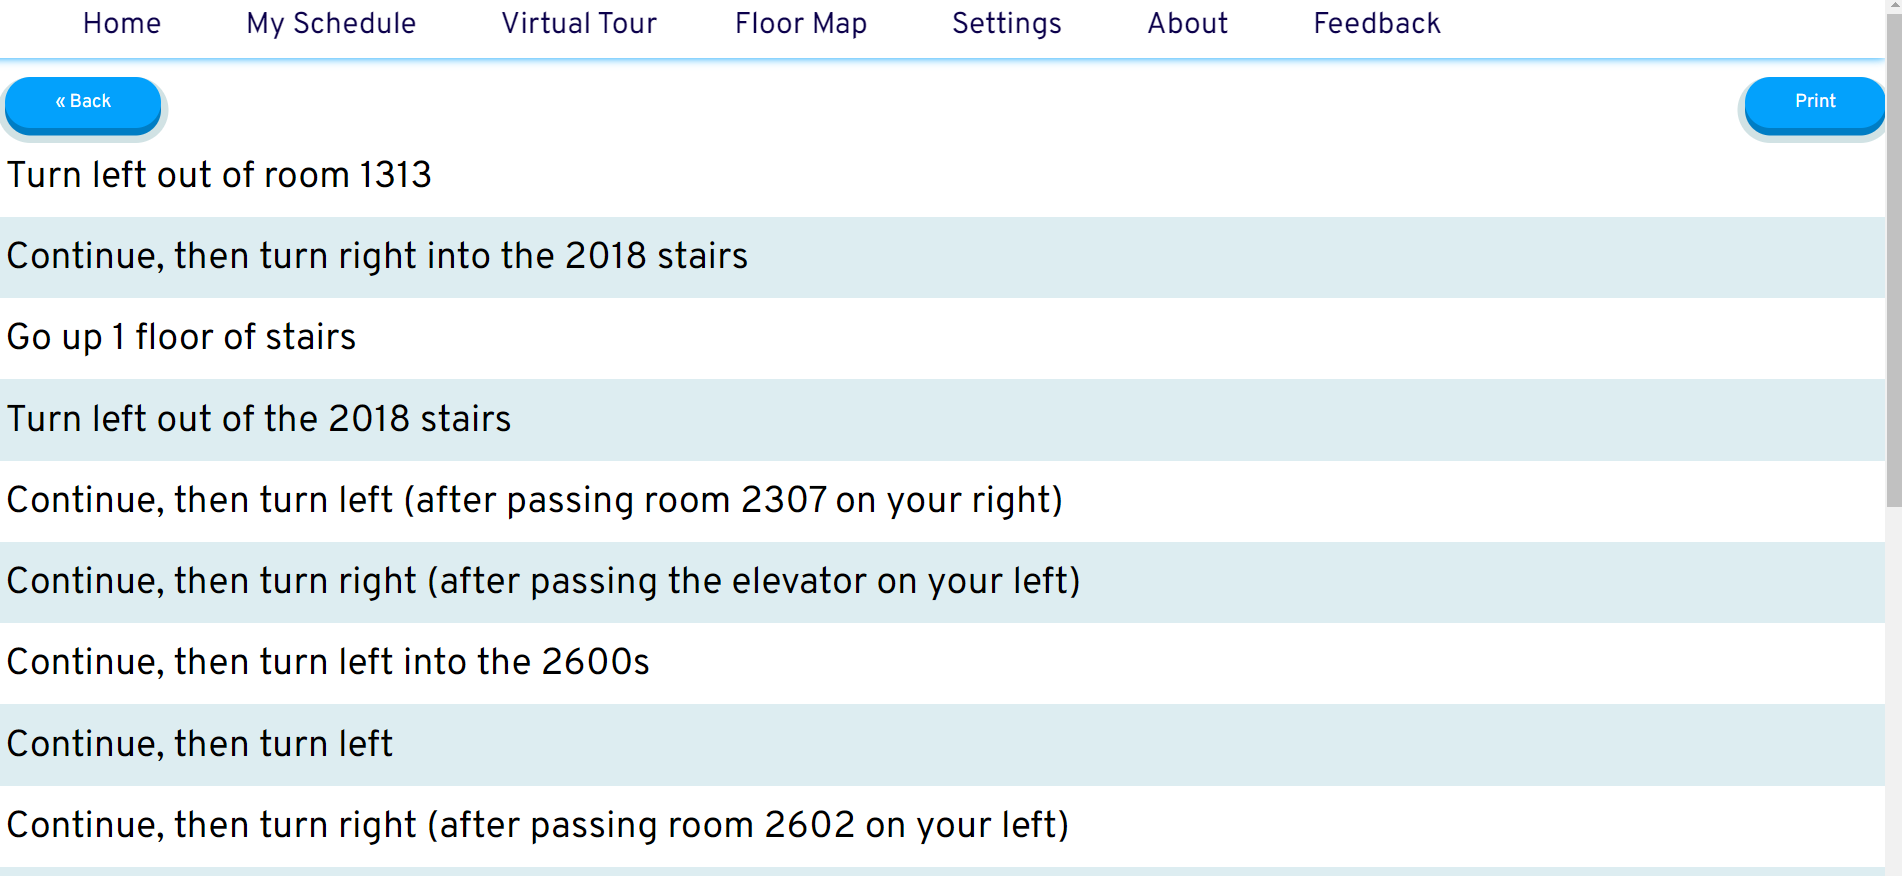 Home My Schedule Virtual Tour Floor Map Settings About Feedback
« Back Print
Turn left out of room 1313
Continue, then turn right into the 2018 stairs
Go up 1 floor of stairs
Turn left out of the 2018 stairs
Continue, then turn left (after passing room 2307 on your right)
Continue, then turn right (after passing the elevator on your left)
Continue, then turn left into the 2600s
Continue, then turn left
Continue, then turn right (after passing room 2602 on your left)